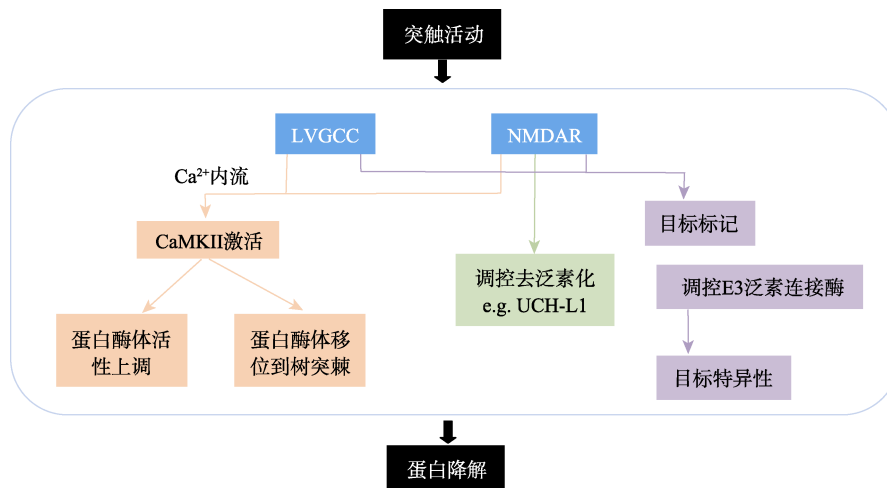 突触活动
LVGCC
NMDAR
Ca²⁺内流
目标标记
CaMKII激活
调控去泛素化
e.g. UCH-L1
调控E3泛素连接酶
蛋白酶体活
性上调
蛋白酶体移
位到树突棘
目标特异性
蛋白降解